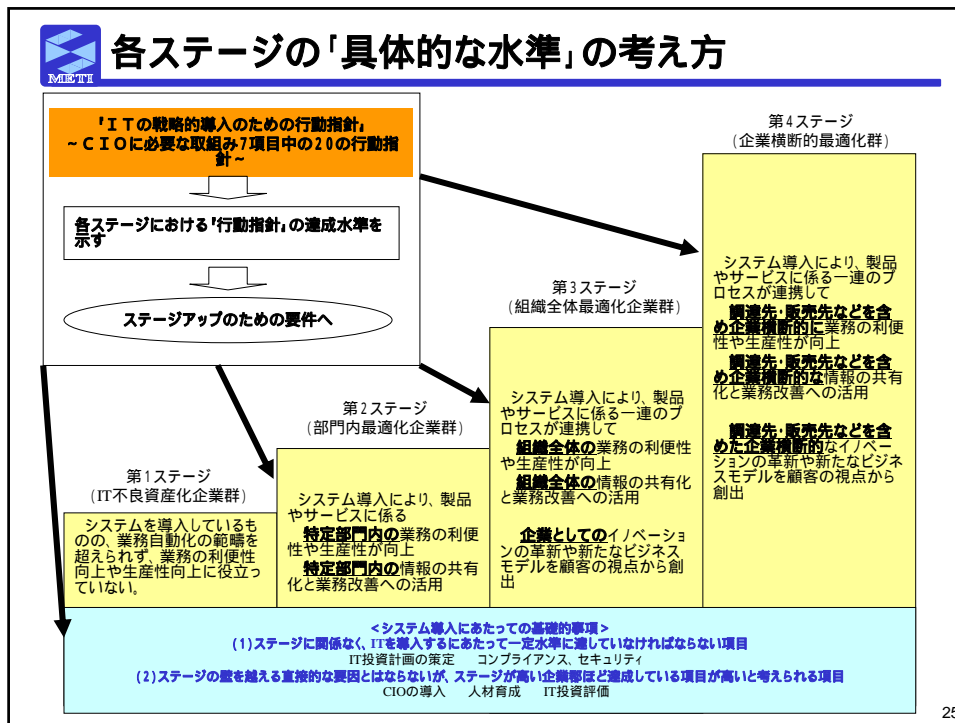 METI
各ステージの「具体的な水準」の考え方
『ITの戦略的導入のための行動指針』
~CIOに必要な取組み7項目中の20の行動指
針~
各ステージにおける『行動指針』の達成水準を
示す
ステージアップのための要件へ
第1ステージ
(IT不良資産化企業群)
システムを導入しているも
のの、業務自動化の範疇を
超えられず、業務の利便性
向上や生産性向上に役立っ
ていない。
第2ステージ
(部門内最適化企業群)
システム導入により、製品
やサービスに係る
特定部門内の業務の利便
性や生産性が向上
特定部門内の情報の共有
化と業務改善への活用
第3ステージ
(組織全体最適化企業群)
システム導入により、製品
やサービスに係る一連のプ
ロセスが連携して
組織全体の業務の利便性
や生産性が向上
組織全体の情報の共有化
と業務改善への活用
企業としてのイノベーショ
ンの革新や新たなビジネス
モデルを顧客の視点から創
出
第4ステージ
(企業横断的最適化群)
システム導入により、製品
やサービスに係る一連のプ
ロセスが連携して
調達先・販売先などを含
め企業横断的に業務の利便
性や生産性が向上
調達先・販売先などを含
め企業横断的な情報の共有
化と業務改善への活用
調達先・販売先などを含
めた企業横断的なイノベー
ションの革新や新たなビジネ
スモデルを顧客の視点から
創出
<システム導入にあたっての基礎的事項>
(1)ステージに関係なく、ITを導入するにあたって一定水準に達していなければならない項目
IT投資計画の策定 コンプライアンス、セキュリティ
(2)ステージの壁を越える直接的な要因とはならないが、ステージが高い企業郡ほど達成している項目が高いと考えられる項目
CIOの導入 人材育成 IT投資評価
25